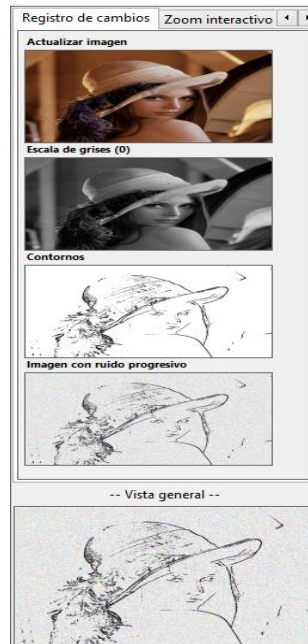 Registro de cambios
Zoom interactivo
Actualizar imagen
Escala de grises (0)
Contornos
Imagen con ruido progresivo
-- Vista general --